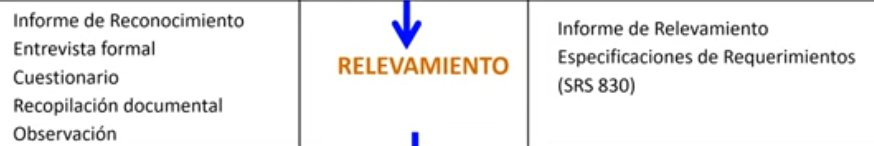 Informe de Reconocimiento
Entrevista formal
Cuestionario
Recopilación documental
Observación
RELEVAMIENTO
Informe de Relevamiento
Especificaciones de Requerimientos
(SRS 830)